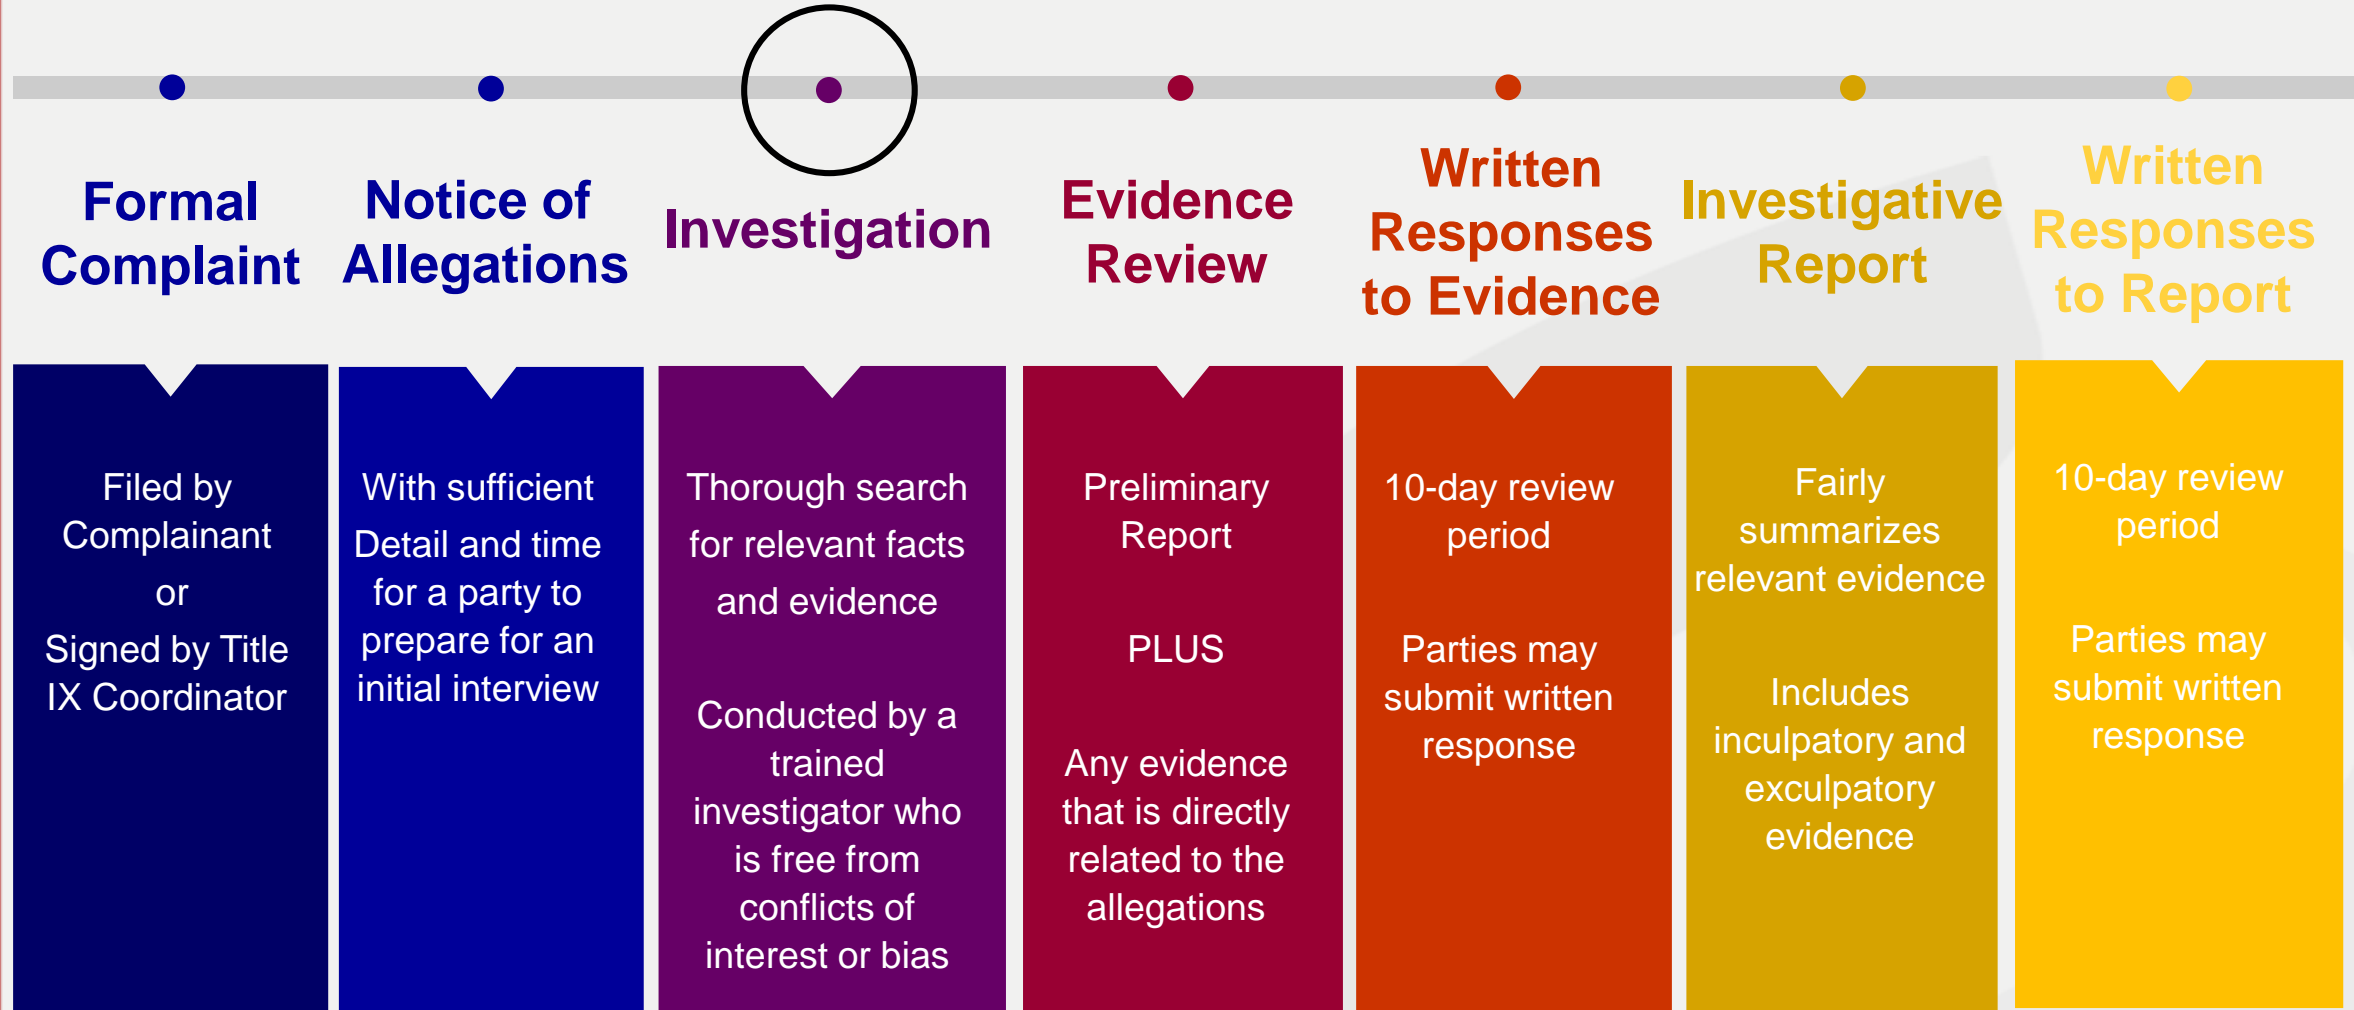 Formal
Complaint
Filed by
Complainant
or
Signed by Title
IX Coordinator
Notice of
Allegations
With sufficient
Detail and time
for a party to
prepare for an
initial interview
Investigation
Thorough search
for relevant facts
and evidence
Conducted by a
trained
investigator who
is free from
conflicts of
interest or bias
Evidence
Review
Preliminary
Report
PLUS
Any evidence
that is directly
related to the
allegations
Written
Responses
to Evidence
10-day review
period
Parties may
submit written
response
Investigative
Report
Fairly
summarizes
relevant evidence
Includes
inculpatory and
exculpatory
evidence
Written
Responses
to Report
10-day review
period
Parties may
submit written
response